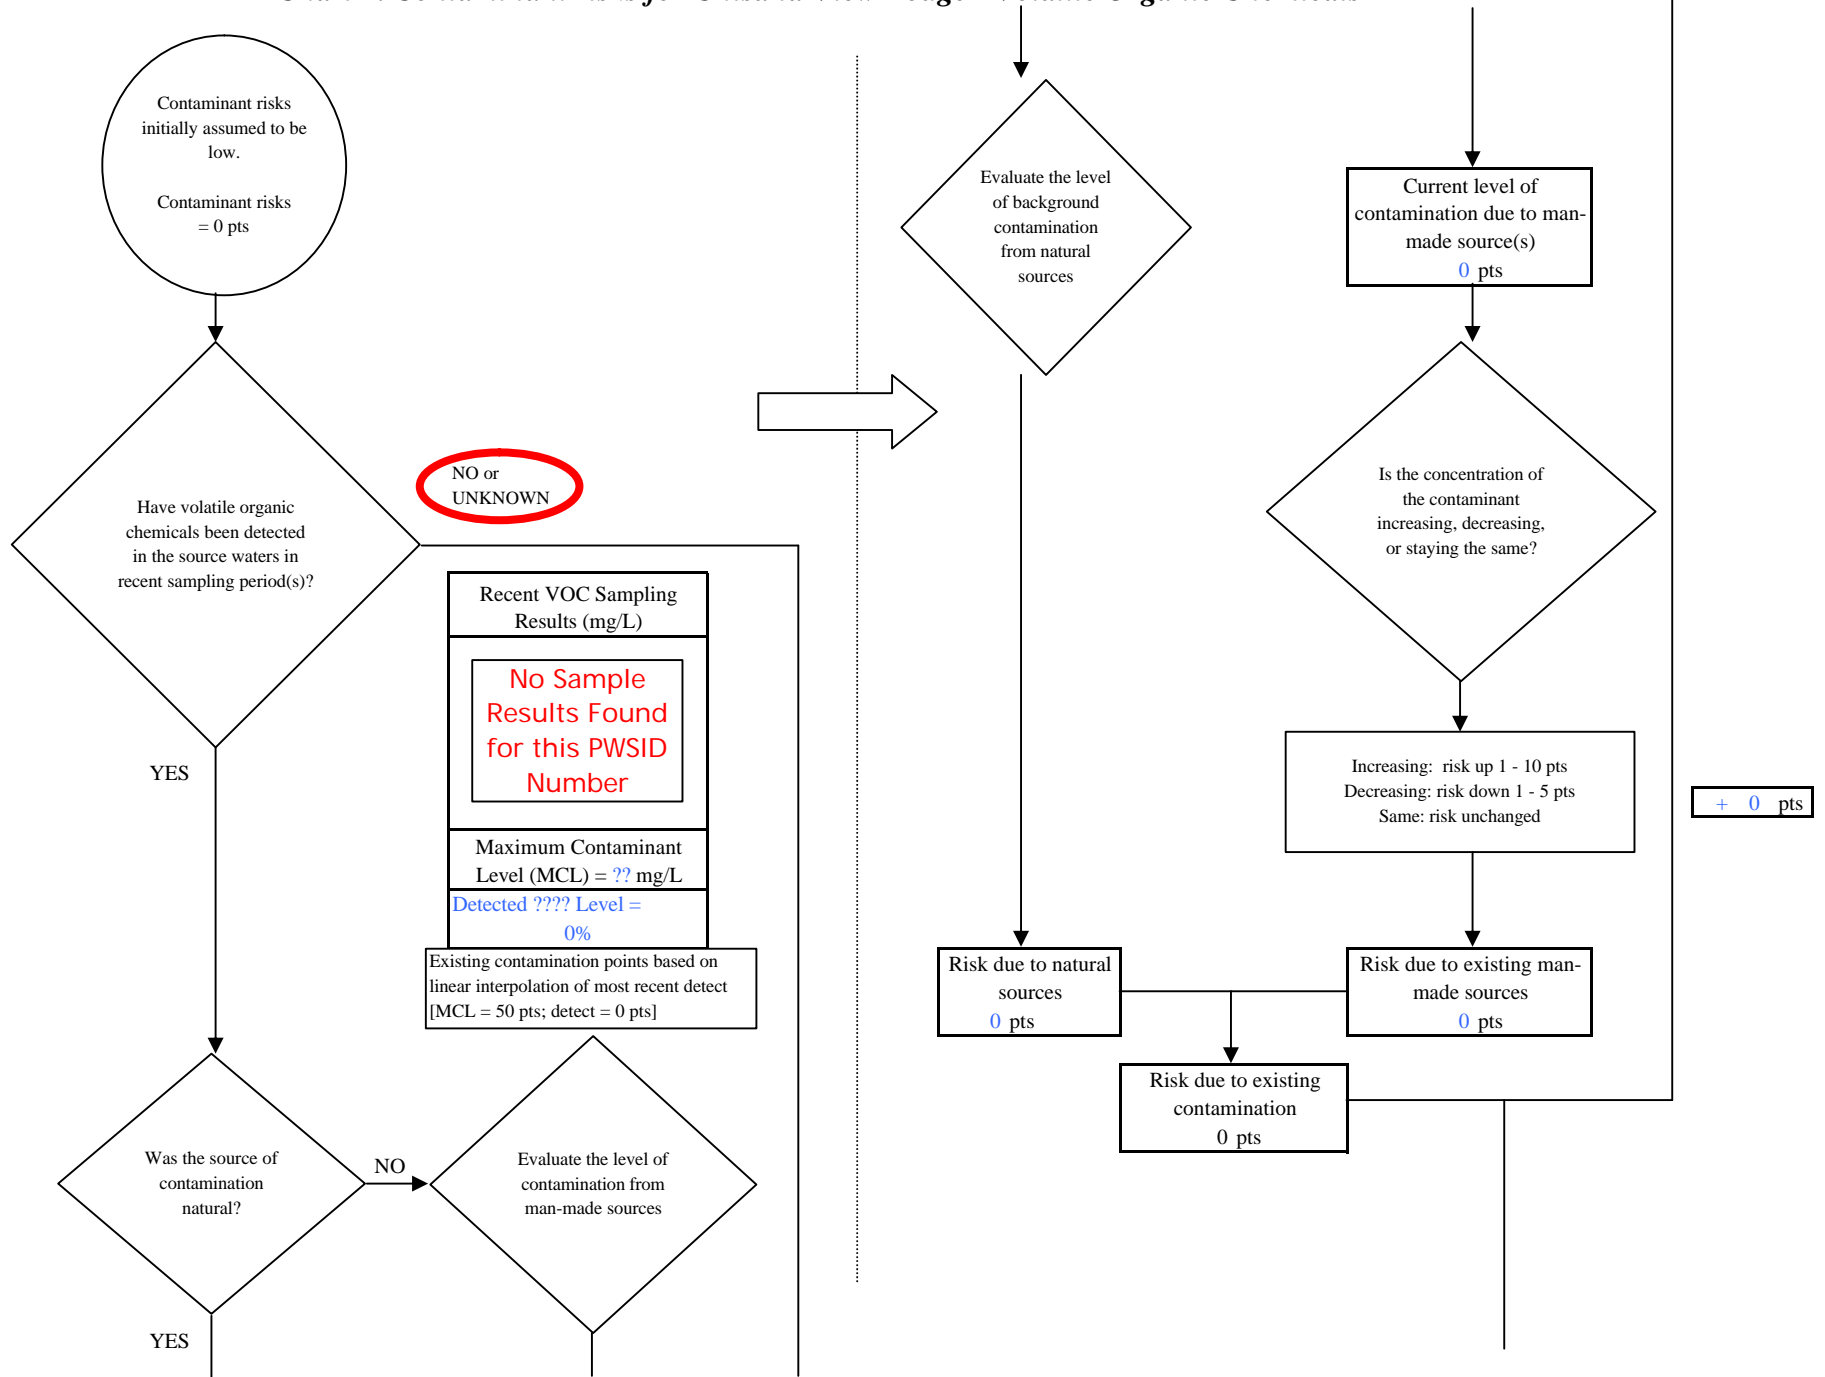 Contaminant risks
initially assumed to be
low.
Contaminant risks
= 0 pts
Have volatile organic
chemicals been detected
in the source waters in
recent sampling period(s)?
NO or
UNKNOWN
YES
Recent VOC Sampling
Results (mg/L)
No Sample
Results Found
for this PWSID
Number
Maximum Contaminant
Level (MCL) = ?? mg/L
Detected ???? Level =
0%
Existing contamination points based on
linear interpolation of most recent detect
[MCL = 50 pts; detect = 0 pts]
Was the source of
contamination
natural?
NO
Evaluate the level of
contamination from
man-made sources
YES
Evaluate the level
of background
contamination
from natural
sources
Current level of
contamination due to man-
made source(s)
0 pts
Is the concentration of
the contaminant
increasing, decreasing,
or staying the same?
Increasing: risk up 1 - 10 pts
Decreasing: risk down 1 - 5 pts
Same: risk unchanged
+ 0 pts
Risk due to natural
sources
0 pts
Risk due to existing man-
made sources
0 pts
Risk due to existing
contamination
0 pts